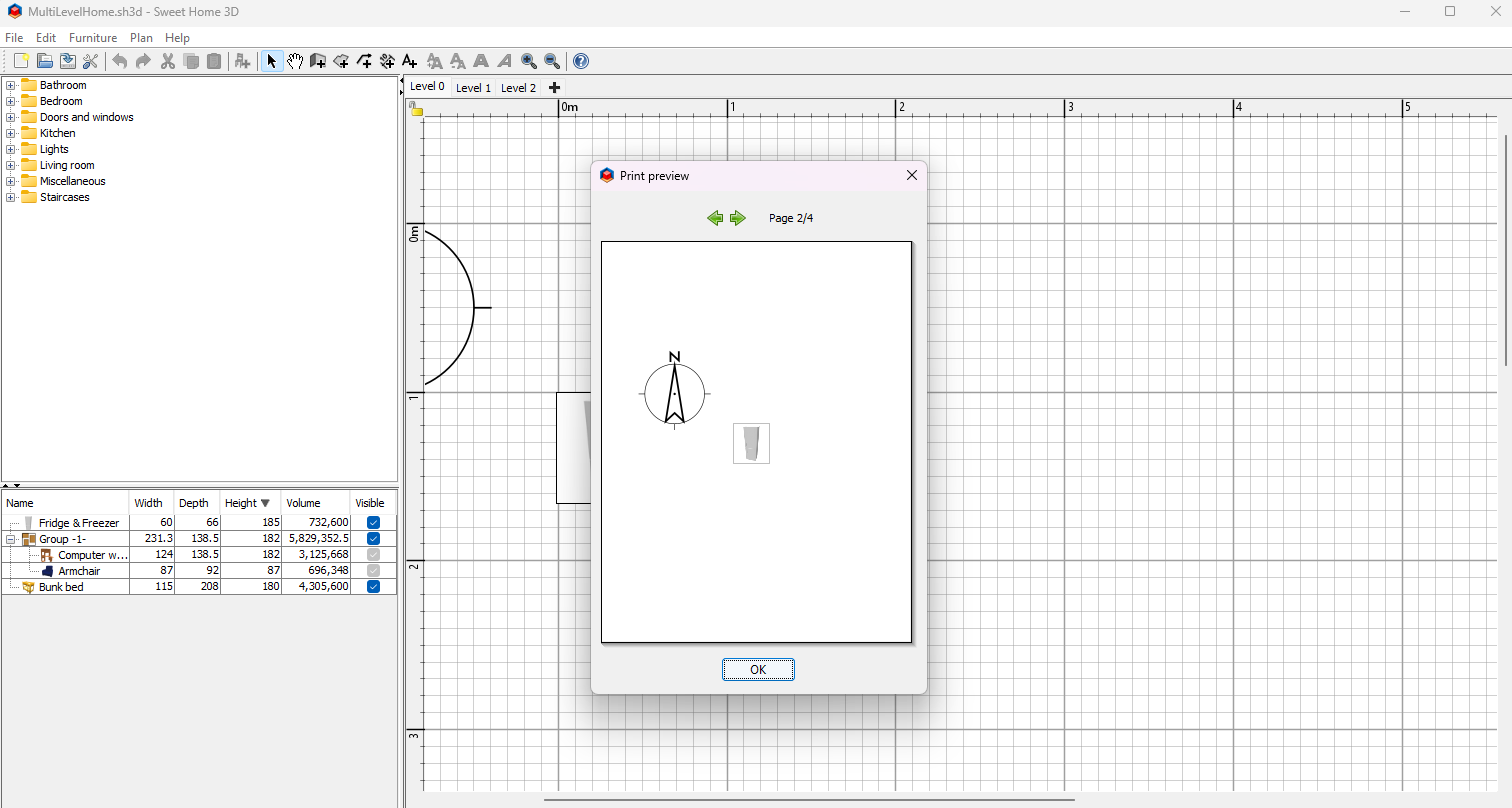 MultiLevelHome.sh3d - Sweet Home 3D
File Edit Furniture Plan Help
Bathroom
Bedroom
Doors and windows
Kitchen
Lights
Living room
Miscellaneous
Staircases
Level 0 Level 1 Level 2
0m 1 2 3 4 5
0m
1
2
3
Print preview
Page 2/4
N
OK
Name Width Depth Height Volume Visible
Fridge & Freezer 60 66 185 732,600
Group -1- 231.3 138.5 182 5,829,352.5
Computer w... 124 138.5 182 3,125,668
Armchair 87 92 87 696,348
Bunk bed 115 208 180 4,305,600